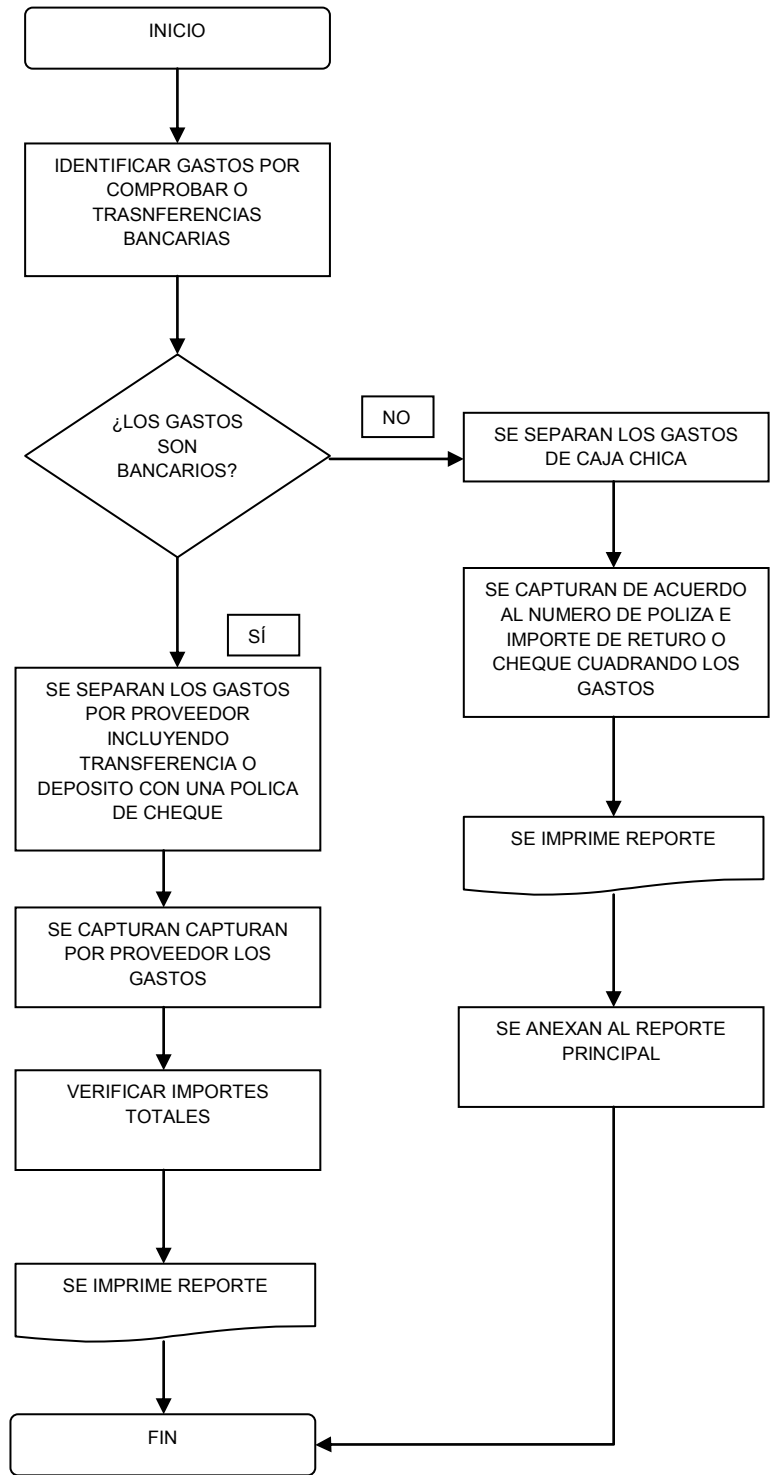 INICIO
IDENTIFICAR GASTOS POR
COMPROBAR O
TRASNFERENCIAS
BANCARIAS
¿LOS GASTOS
SON
BANCARIOS?
NO
SE SEPARAN LOS GASTOS
DE CAJA CHICA
SE CAPTURAN DE ACUERDO
AL NUMERO DE POLIZA E
IMPORTE DE RETURO O
CHEQUE CUADRANDO LOS
GASTOS
SE IMPRIME REPORTE
SE ANEXAN AL REPORTE
PRINCIPAL
SÍ
SE SEPARAN LOS GASTOS
POR PROVEEDOR
INCLUYENDO
TRANSFERENCIA O
DEPOSITO CON UNA POLICA
DE CHEQUE
SE CAPTURAN CAPTURAN
POR PROVEEDOR LOS
GASTOS
VERIFICAR IMPORTES
TOTALES
SE IMPRIME REPORTE
FIN